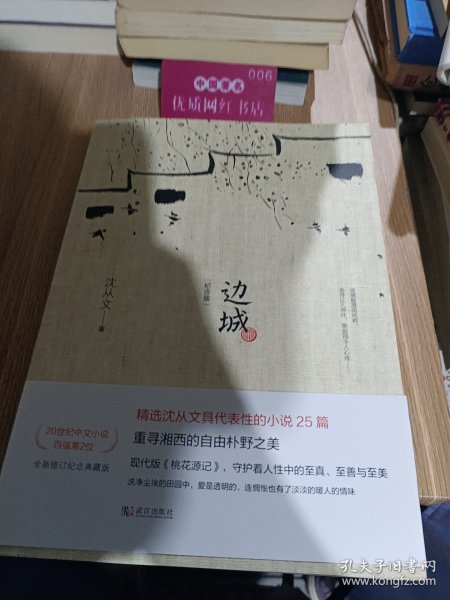 006
中国著名
优质网红书店
边城
[纪念版]
沈从文 著
精选沈从文具代表性的小说 25 篇
重寻湘西的自由朴野之美
20世纪中文小说
百强第2位
全新修订纪念典藏版
现代版《桃花源记》，守护着人性中的至真、至善与至美
洗净尘埃的田园中，爱是透明的，连惆怅也有了淡淡的暖人的情味
武汉出版社
孔夫子旧书网
www.kongfz.com